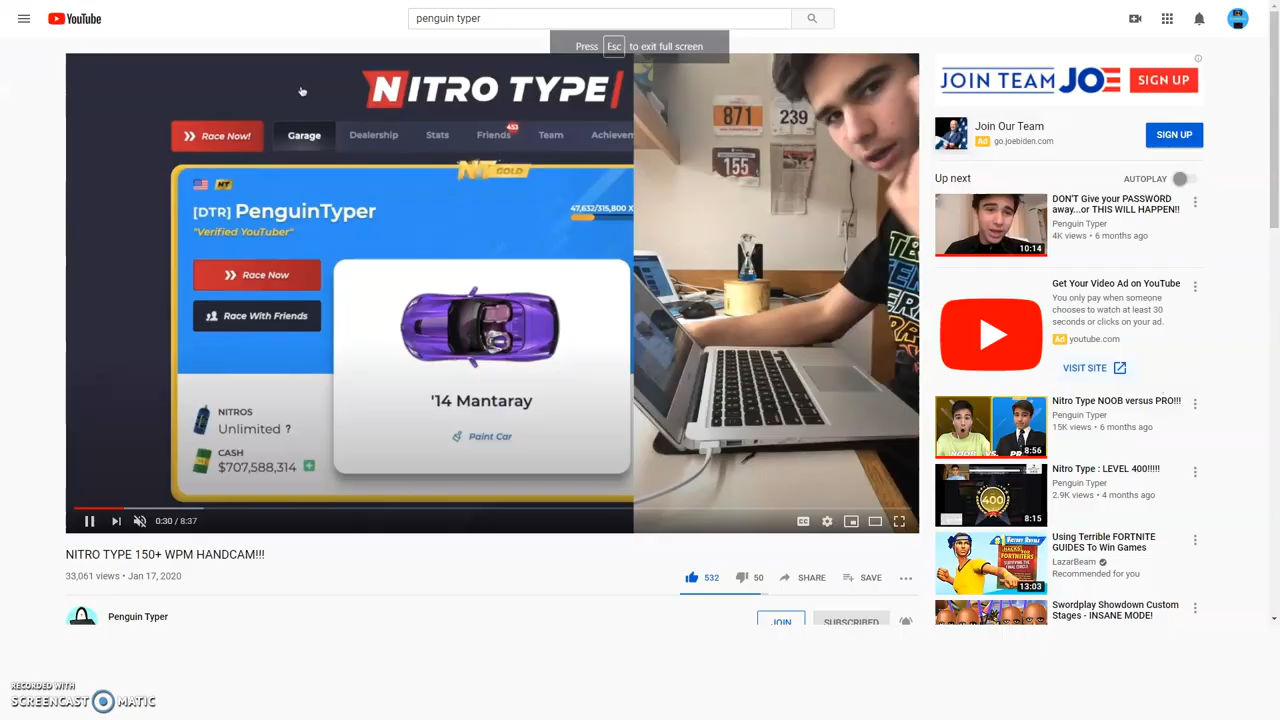 YouTube
penguin typer
Press Esc to exit full screen
NITRO TYPE
Race Now!
Garage
Dealership
Stats
Friends
453
Team
Achievem
NT GOLD
NT
[DTR] PenguinTyper
"Verified YouTuber"
47,632/315,800 X
Race Now
Race With Friends
'14 Mantaray
Paint Car
NITROS
Unlimited ?
CASH
$707,588,314
871
239
155
0:30 / 8:37
CC
NITRO TYPE 150+ WPM HANDCAM!!!
33,061 views • Jan 17, 2020
532
50
SHARE
SAVE
Penguin Typer
JOIN
SUBSCRIBED
JOIN TEAM JOE
SIGN UP
Join Our Team
Ad go.joebiden.com
SIGN UP
Up next
AUTOPLAY
DON'T Give your PASSWORD
away...or THIS WILL HAPPEN!!
Penguin Typer
4K views • 6 months ago
10:14
Get Your Video Ad on YouTube
You only pay when someone
chooses to watch at least 30
seconds or clicks on your ad.
Ad youtube.com
VISIT SITE
Nitro Type NOOB versus PRO!!!
Penguin Typer
15K views • 6 months ago
8:56
Nitro Type : LEVEL 400!!!!!
Penguin Typer
2.9K views • 4 months ago
400
8:15
Using Terrible FORTNITE
GUIDES To Win Games
LazarBeam
Recommended for you
13:03
Swordplay Showdown Custom
Stages - INSANE MODE!
RECORDED WITH
SCREENCAST MATIC